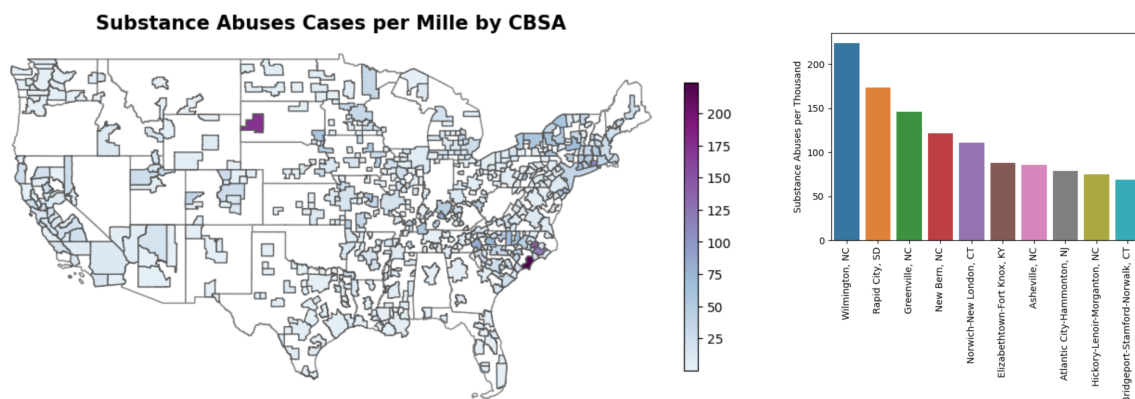 Substance Abuses Cases per Mille by CBSA
200
175
150
125
100
75
50
25
Substance Abuses per Thousand
200
150
100
50
0
Wilmington, NC
Rapid City, SD
Greenville, NC
New Bern, NC
Norwich-New London, CT
Elizabethtown-Fort Knox, KY
Asheville, NC
Atlantic City-Hammonton, NJ
Hickory-Lenoir-Morganton, NC
Bridgeport-Stamford-Norwalk, CT